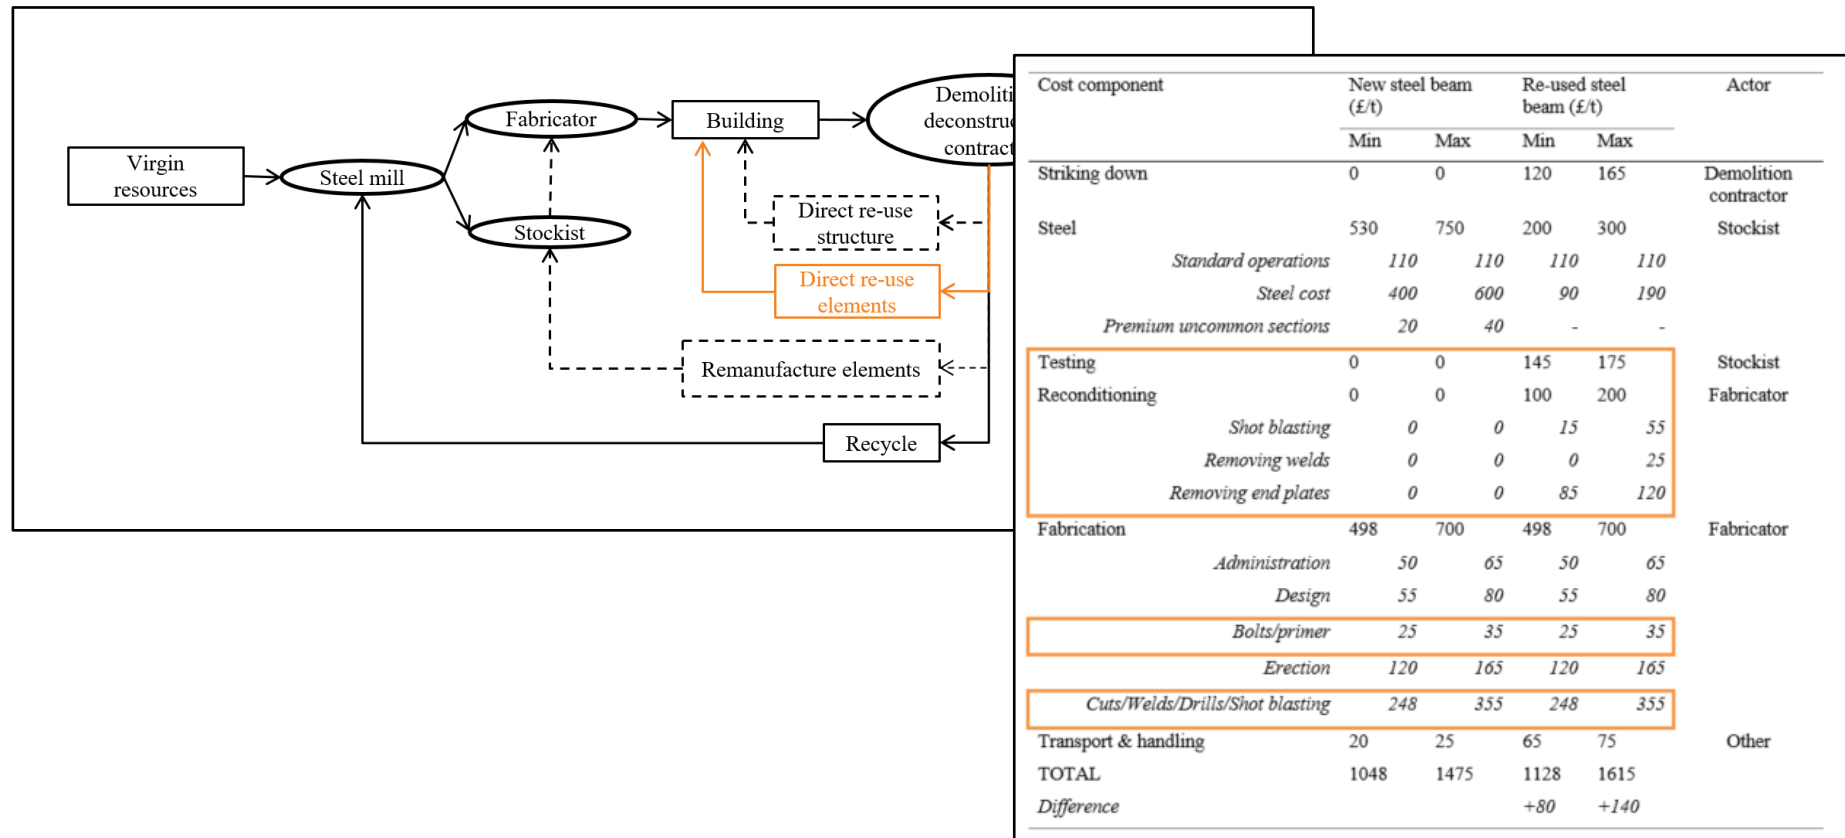 Virgin
resources
Steel mill
Fabricator
Stockist
Building
Direct re-use
structure
Direct re-use
elements
Remanufacture elements
Recycle
Cost component New steel beam Re-used steel Actor
(£/t) beam (£/t)
Min Max Min Max
Striking down 0 0 120 165 Demolition
contractor
Steel 530 750 200 300 Stockist
Standard operations 110 110 110 110
Steel cost 400 600 90 190
Premium uncommon sections 20 40 - -
Testing 0 0 145 175 Stockist
Reconditioning 0 0 100 200 Fabricator
Shot blasting 0 0 15 55
Removing welds 0 0 0 25
Removing end plates 0 0 85 120
Fabrication 498 700 498 700 Fabricator
Administration 50 65 50 65
Design 55 80 55 80
Bolts/primer 25 35 25 35
Erection 120 165 120 165
Cuts/Welds/Drills/Shot blasting 248 355 248 355
Transport & handling 20 25 65 75 Other
TOTAL 1048 1475 1128 1615
Difference +80 +140